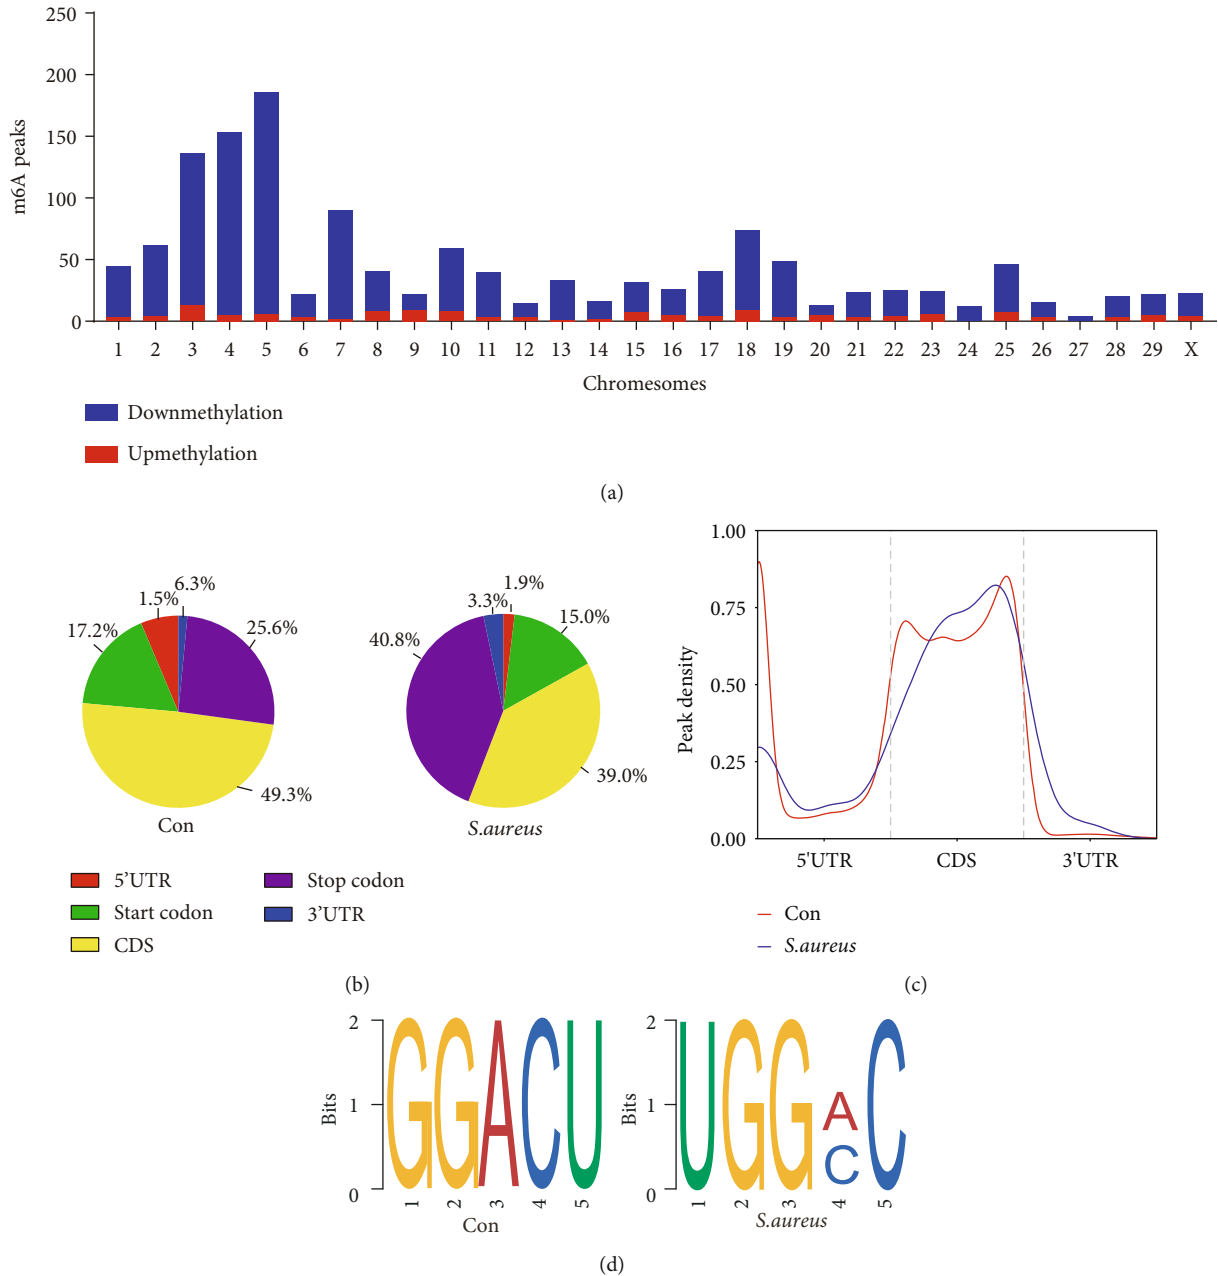 250
200
150
100
50
0
m6A peaks
1 2 3 4 5 6 7 8 9 10 11 12 13 14 15 16 17 18 19 20 21 22 23 24 25 26 27 28 29 X
Chromesomes
Downmethylation
Upmethylation
(a)
6.3%
1.5%
17.2%
25.6%
49.3%
Con
1.9%
3.3%
15.0%
40.8%
39.0%
S.aureus
5'UTR
Start codon
CDS
Stop codon
3'UTR
(b)
1.00
0.75
0.50
0.25
0.00
Peak density
5'UTR CDS 3'UTR
Con
S.aureus
(c)
2
1
0
Bits
GGACU
1 2 3 4 5
Con
2
1
0
Bits
UGGAC
C
1 2 3 4 5
S.aureus
(d)